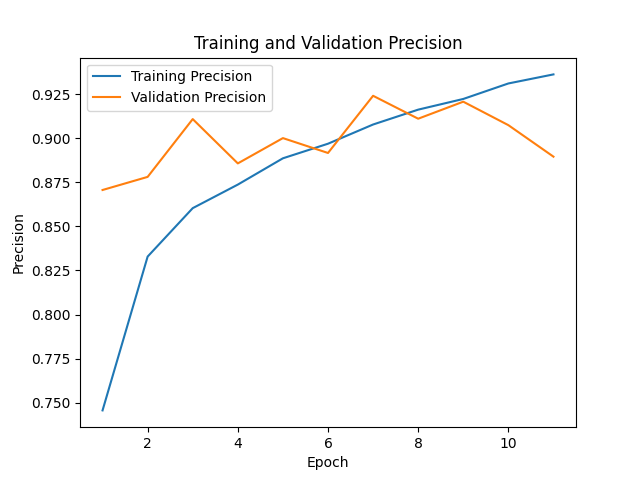 Training and Validation Precision
Training Precision
Validation Precision
0.925
0.900
0.875
0.850
0.825
0.800
0.775
0.750
Precision
2
4
6
8
10
Epoch